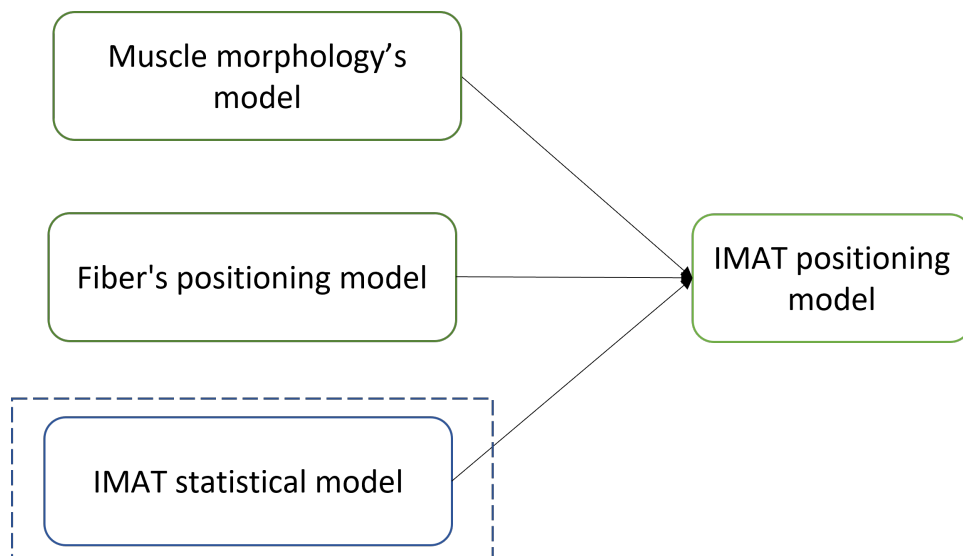 Muscle morphology’s
model
Fiber's positioning model
IMAT positioning
model
IMAT statistical model